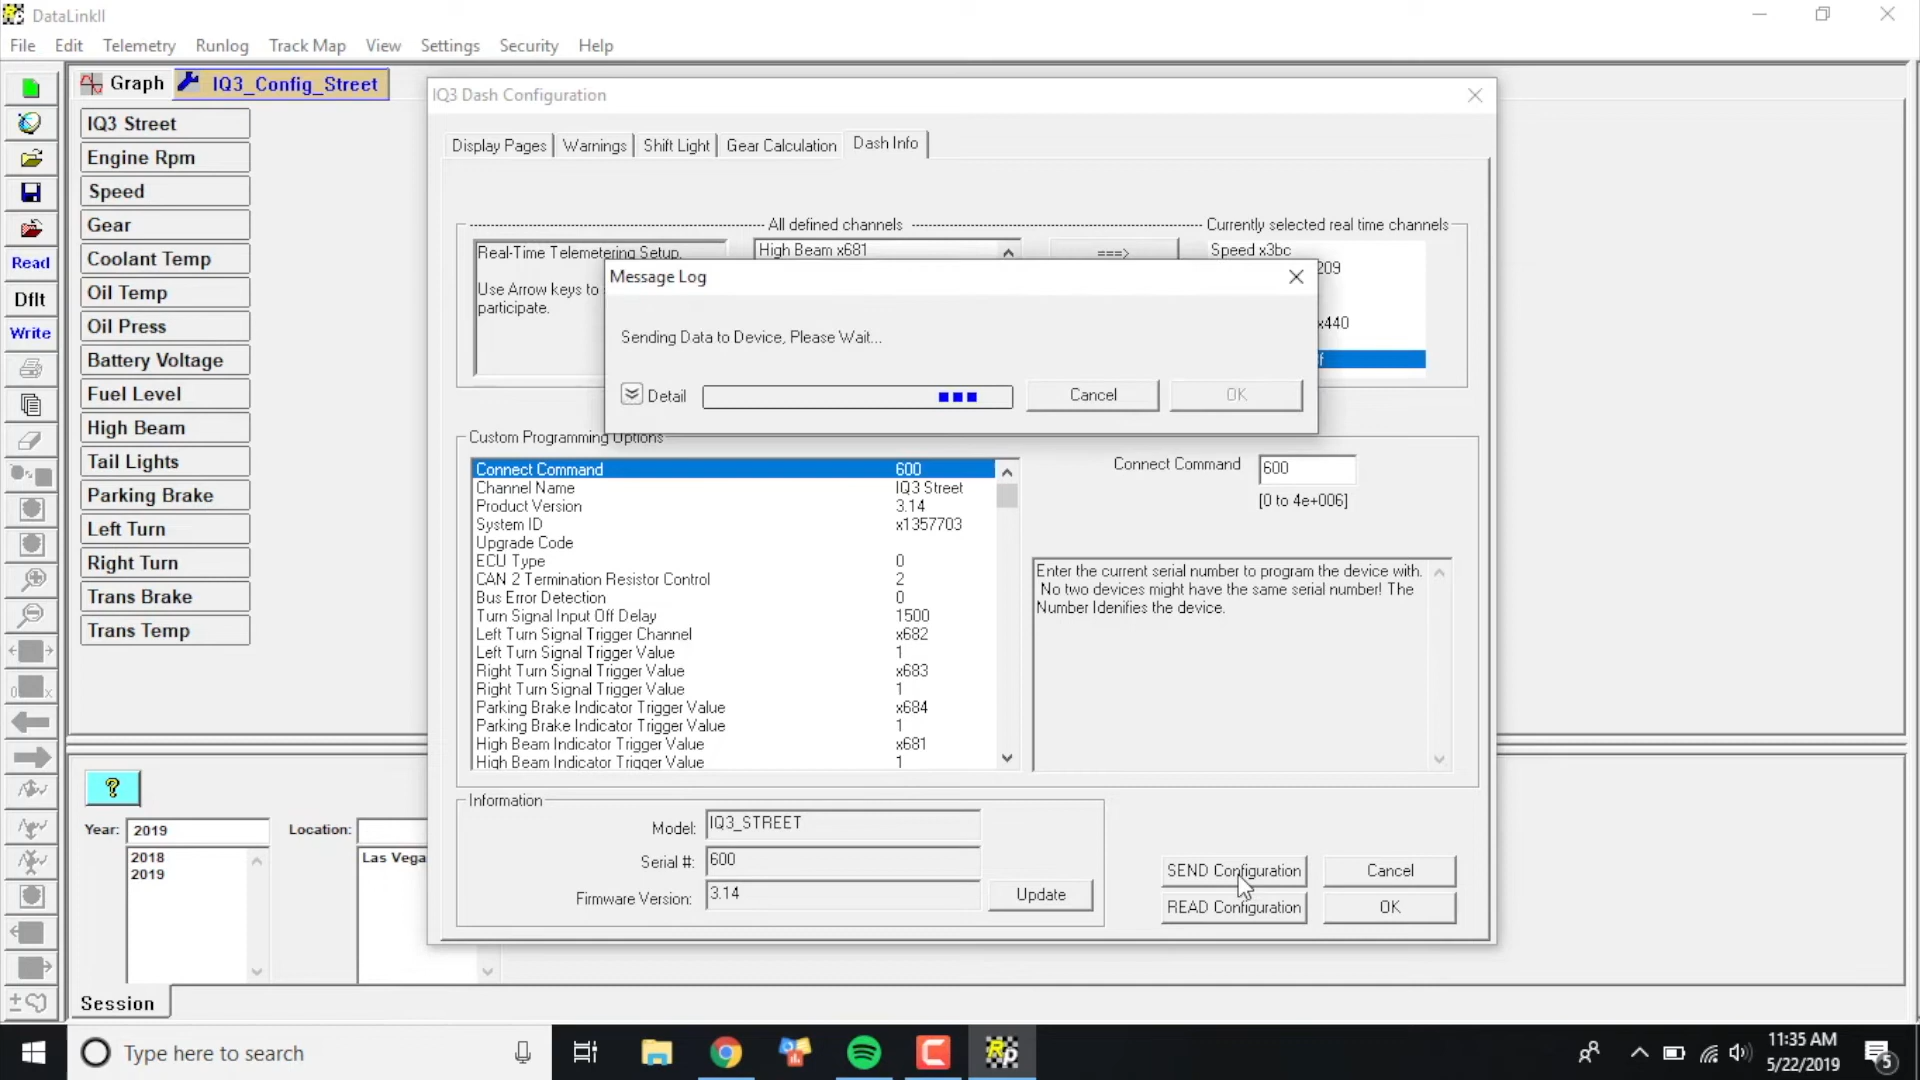 DataLinkII
File Edit Telemetry Runlog Track Map View Settings Security Help
Graph IQ3_Config_Street
IQ3 Street
Engine Rpm
Speed
Gear
Coolant Temp
Oil Temp
Oil Press
Battery Voltage
Fuel Level
High Beam
Tail Lights
Parking Brake
Left Turn
Right Turn
Trans Brake
Trans Temp
Read
Dflt
Write
IQ3 Dash Configuration
Display Pages Warnings Shift Light Gear Calculation Dash Info
All defined channels
Currently selected real time channels
Real-Time Telemetering Setup.
Use Arrow keys to
participate.
High Beam x681
===>
Speed x3bc
209
x440
f
Message Log
Sending Data to Device, Please Wait...
Detail
Cancel
OK
Custom Programming Options
Connect Command 600
Channel Name IQ3 Street
Product Version 3.14
System ID x1357703
Upgrade Code
ECU Type 0
CAN 2 Termination Resistor Control 2
Bus Error Detection 0
Turn Signal Input Off Delay 1500
Left Turn Signal Trigger Channel x682
Left Turn Signal Trigger Value 1
Right Turn Signal Trigger Value x683
Right Turn Signal Trigger Value 1
Parking Brake Indicator Trigger Value x684
Parking Brake Indicator Trigger Value 1
High Beam Indicator Trigger Value x681
High Beam Indicator Trigger Value 1
Connect Command 600
[0 to 4e+006]
Enter the current serial number to program the device with.
No two devices might have the same serial number! The
Number Idenifies the device.
Information
Model: IQ3_STREET
Serial #: 600
Firmware Version: 3.14
Update
SEND Configuration
Cancel
READ Configuration
OK
?
Year: 2019
2018
2019
Location:
Las Vega
Session
Type here to search
11:35 AM
5/22/2019
5